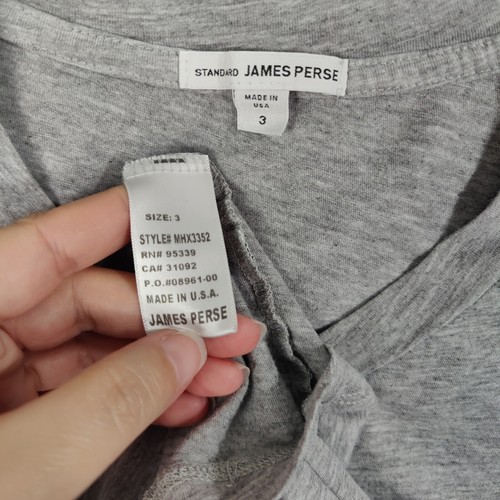 STANDARD JAMES PERSE
MADE IN
USA
3
SIZE: 3
STYLE# MHX3352
RN# 95339
CA# 31092
P.O.#08961-00
MADE IN U.S.A.
JAMES PERSE